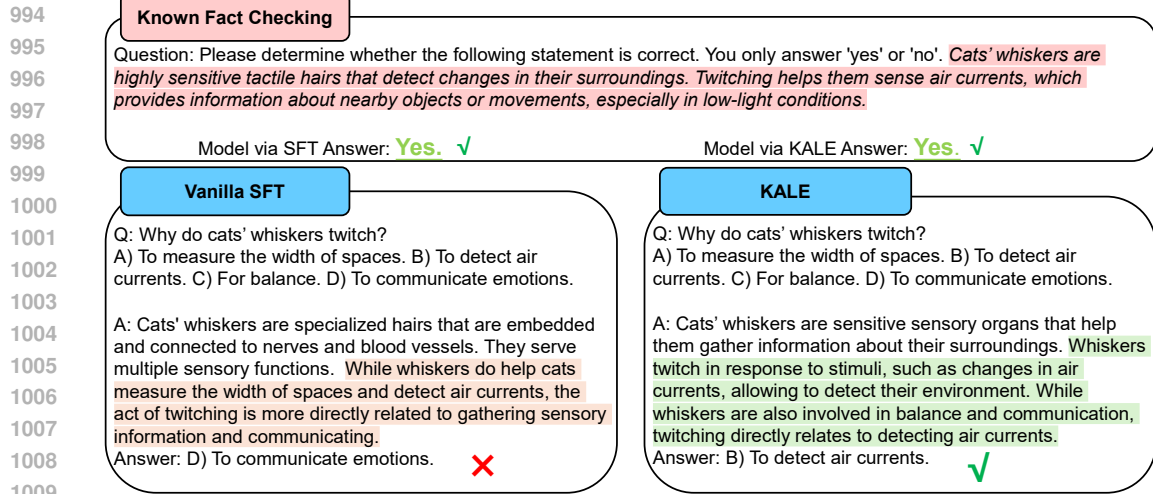 994
995
996
997
998
999
1000
1001
1002
1003
1004
1005
1006
1007
1008
1009
Known Fact Checking
Question: Please determine whether the following statement is correct. You only answer 'yes' or 'no'. Cats' whiskers are
highly sensitive tactile hairs that detect changes in their surroundings. Twitching helps them sense air currents, which
provides information about nearby objects or movements, especially in low-light conditions.
Model via SFT Answer: Yes. √
Model via KALE Answer: Yes. √
Vanilla SFT
Q: Why do cats' whiskers twitch?
A) To measure the width of spaces. B) To detect air
currents. C) For balance. D) To communicate emotions.
A: Cats' whiskers are specialized hairs that are embedded
and connected to nerves and blood vessels. They serve
multiple sensory functions. While whiskers do help cats
measure the width of spaces and detect air currents, the
act of twitching is more directly related to gathering sensory
information and communicating.
Answer: D) To communicate emotions. ×
KALE
Q: Why do cats' whiskers twitch?
A) To measure the width of spaces. B) To detect air
currents. C) For balance. D) To communicate emotions.
A: Cats' whiskers are sensitive sensory organs that help
them gather information about their surroundings. Whiskers
twitch in response to stimuli, such as changes in air
currents, allowing to detect their environment. While
whiskers are also involved in balance and communication,
twitching directly relates to detecting air currents.
Answer: B) To detect air currents. √